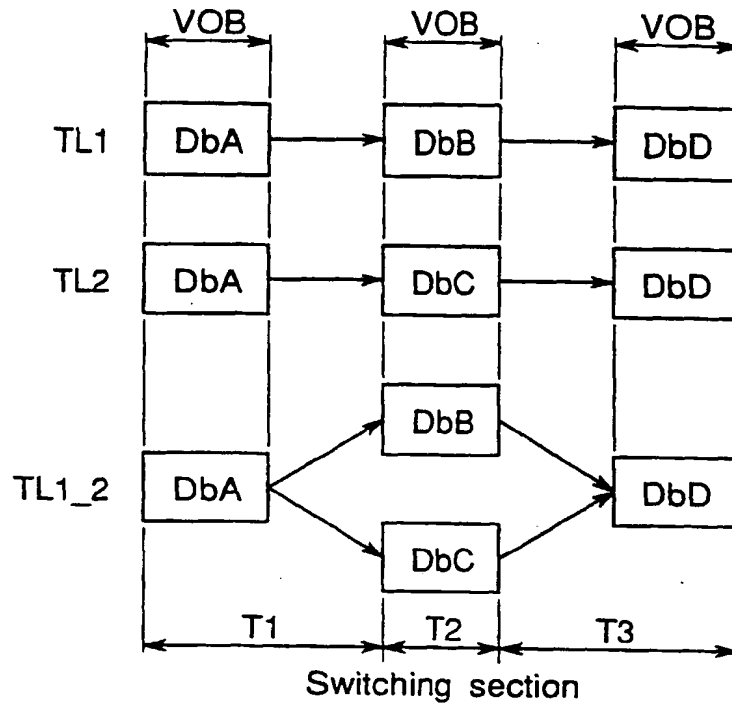 VOB VOB VOB
TL1 DbA DbB DbD
TL2 DbA DbC DbD
DbB
TL1_2 DbA DbD
DbC
T1 T2 T3
Switching section